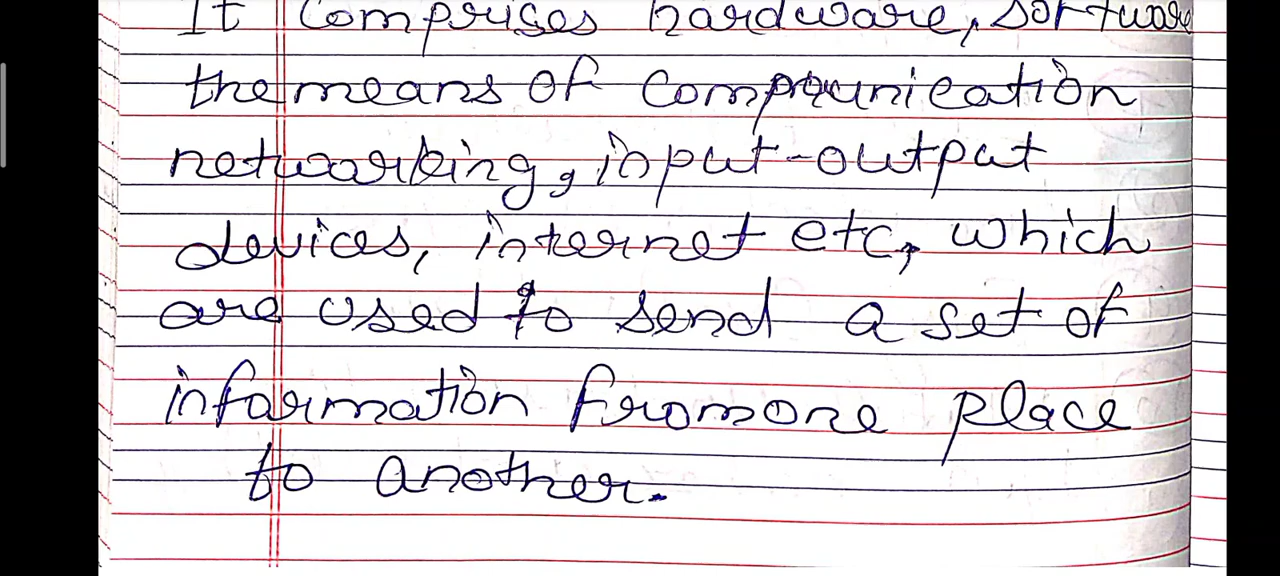 It comprises hardware, software
the means of communication
networking, input-output
devices, internet etc, which
are used to send a set of
information from one place
to another.